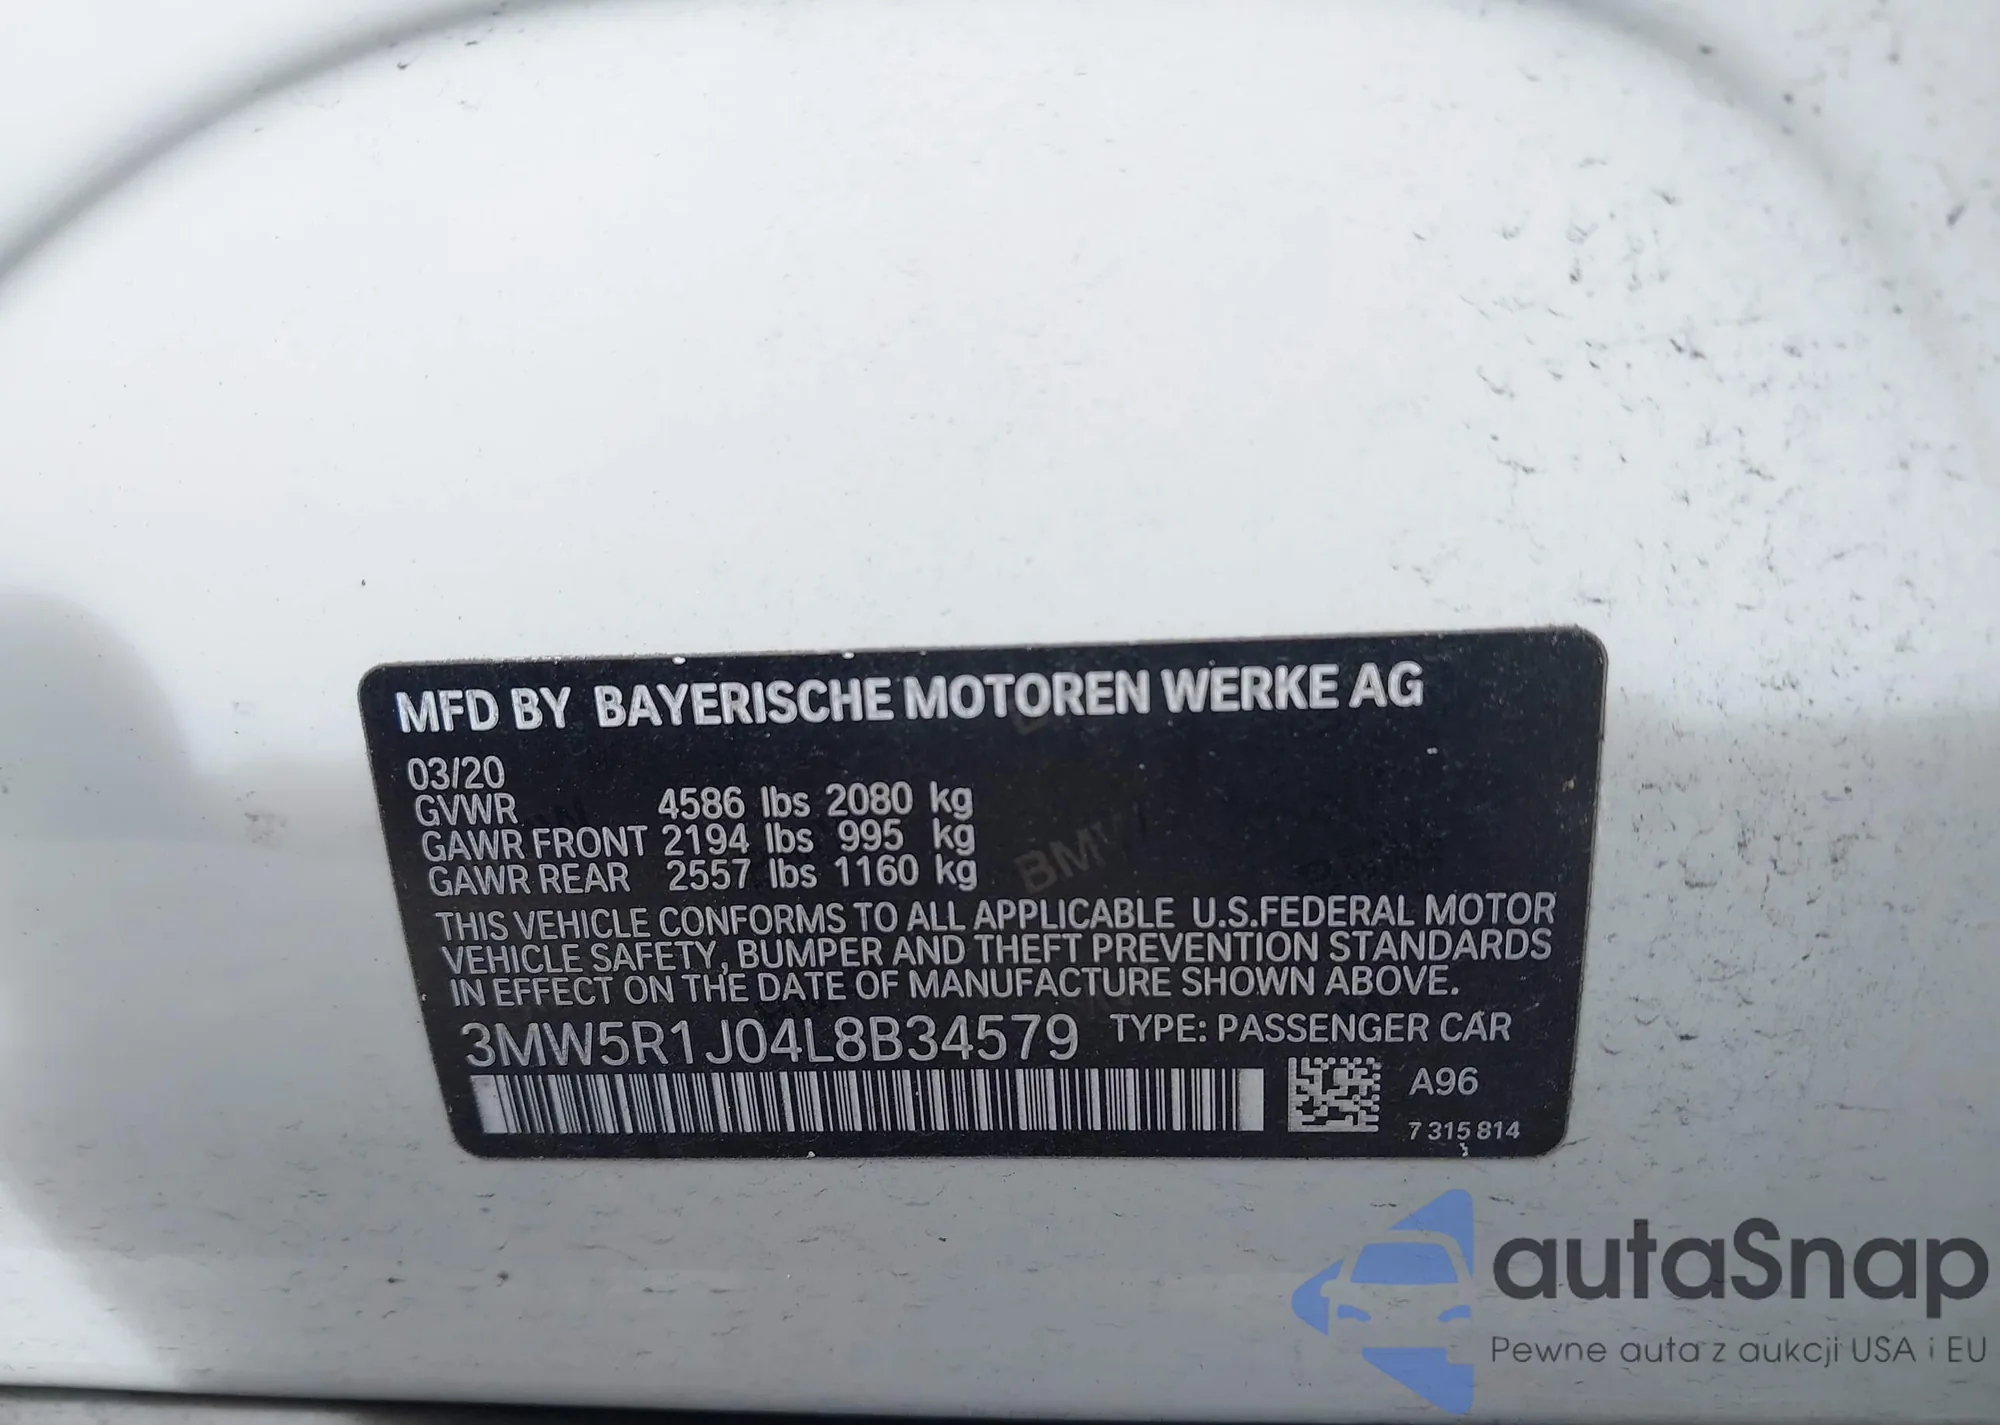 MFD BY BAYERISCHE MOTOREN WERKE AG
03/20
GVWR 4586 lbs 2080 kg
GAWR FRONT 2194 lbs 995 kg
GAWR REAR 2557 lbs 1160 kg
THIS VEHICLE CONFORMS TO ALL APPLICABLE U.S.FEDERAL MOTOR
VEHICLE SAFETY, BUMPER AND THEFT PREVENTION STANDARDS
IN EFFECT ON THE DATE OF MANUFACTURE SHOWN ABOVE.
3MW5R1J04L8B34579 TYPE: PASSENGER CAR
A96
7 315 814
autaSnap
Pewne auta z aukcji USA i EU